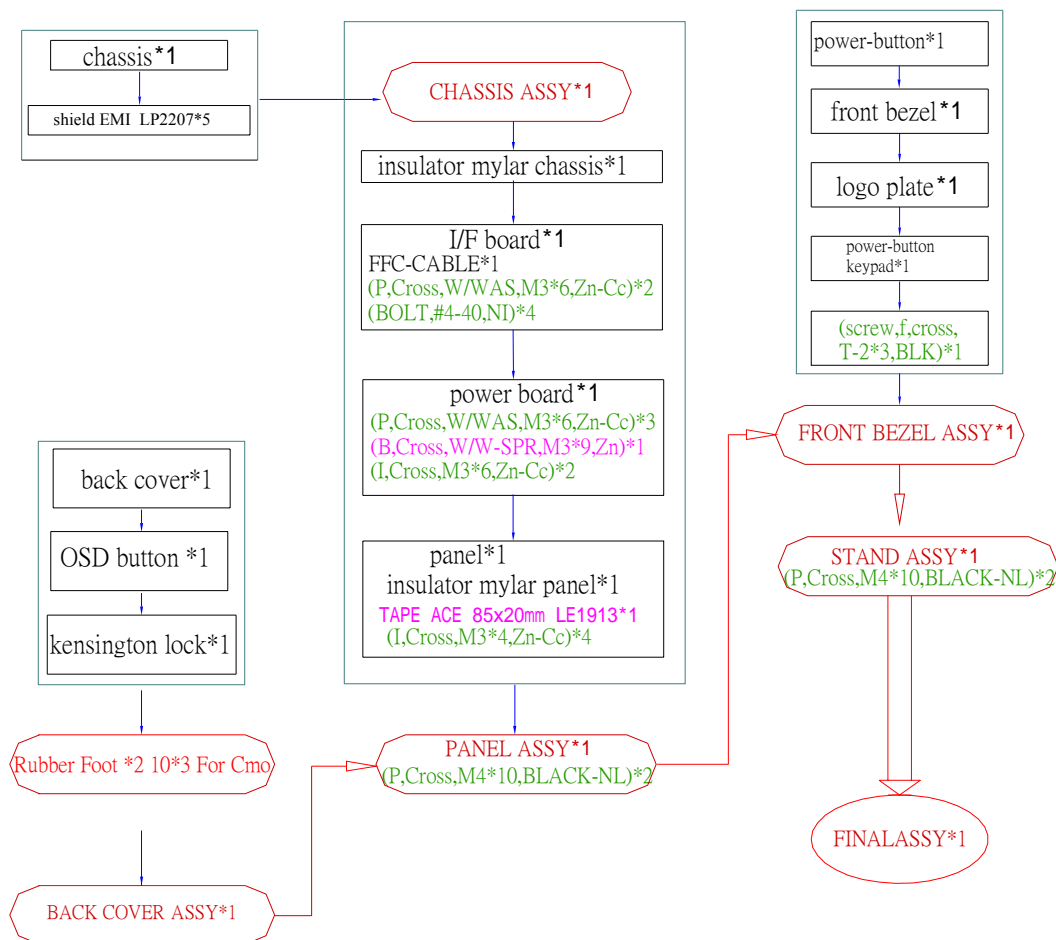 chassis*1
shield EMI LP2207*5
CHASSIS ASSY*1
insulator mylar chassis*1
I/F board*1
FFC-CABLE*1
(P,Cross,W/WAS,M3*6,Zn-Cc)*2
(BOLT,#4-40,NI)*4
power board*1
(P,Cross,W/WAS,M3*6,Zn-Cc)*3
(B,Cross,W/W-SPR,M3*9,Zn)*1
(I,Cross,M3*6,Zn-Cc)*2
panel*1
insulator mylar panel*1
TAPE ACE 85x20mm LE1913*1
(I,Cross,M3*4,Zn-Cc)*4
back cover*1
OSD button *1
kensington lock*1
Rubber Foot *2 10*3 For Cmo
BACK COVER ASSY*1
PANEL ASSY*1
(P,Cross,M4*10,BLACK-NL)*2
power-button*1
front bezel*1
logo plate*1
power-button
keypad*1
(screw,f,cross,
T-2*3,BLK)*1
FRONT BEZEL ASSY*1
STAND ASSY*1
(P,Cross,M4*10,BLACK-NL)*2
FINALASSY*1